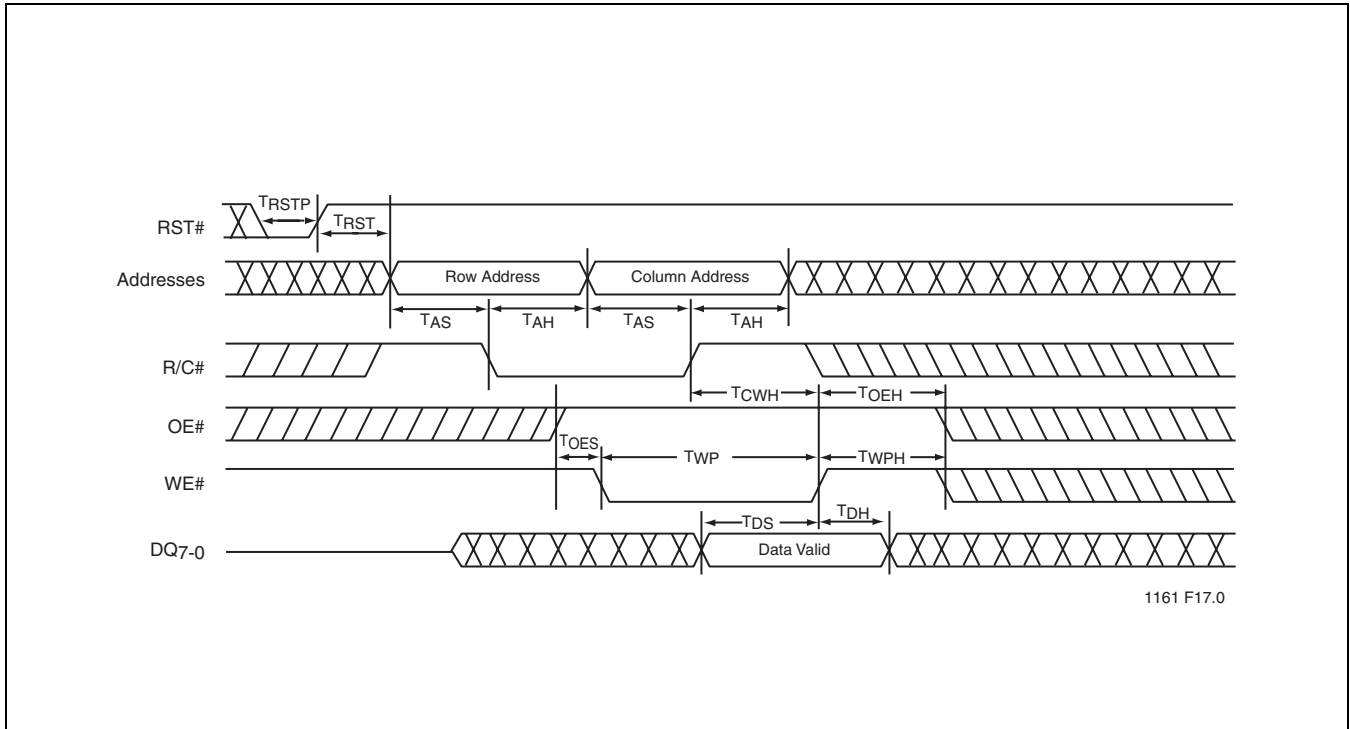 TRSTP
TRST
RST#
Addresses
Row Address
Column Address
TAS
TAH
TAS
TAH
R/C#
TCWH
TOEH
OE#
TOES
TWP
TWPH
WE#
TDS
TDH
DQ7-0
Data Valid
1161 F17.0